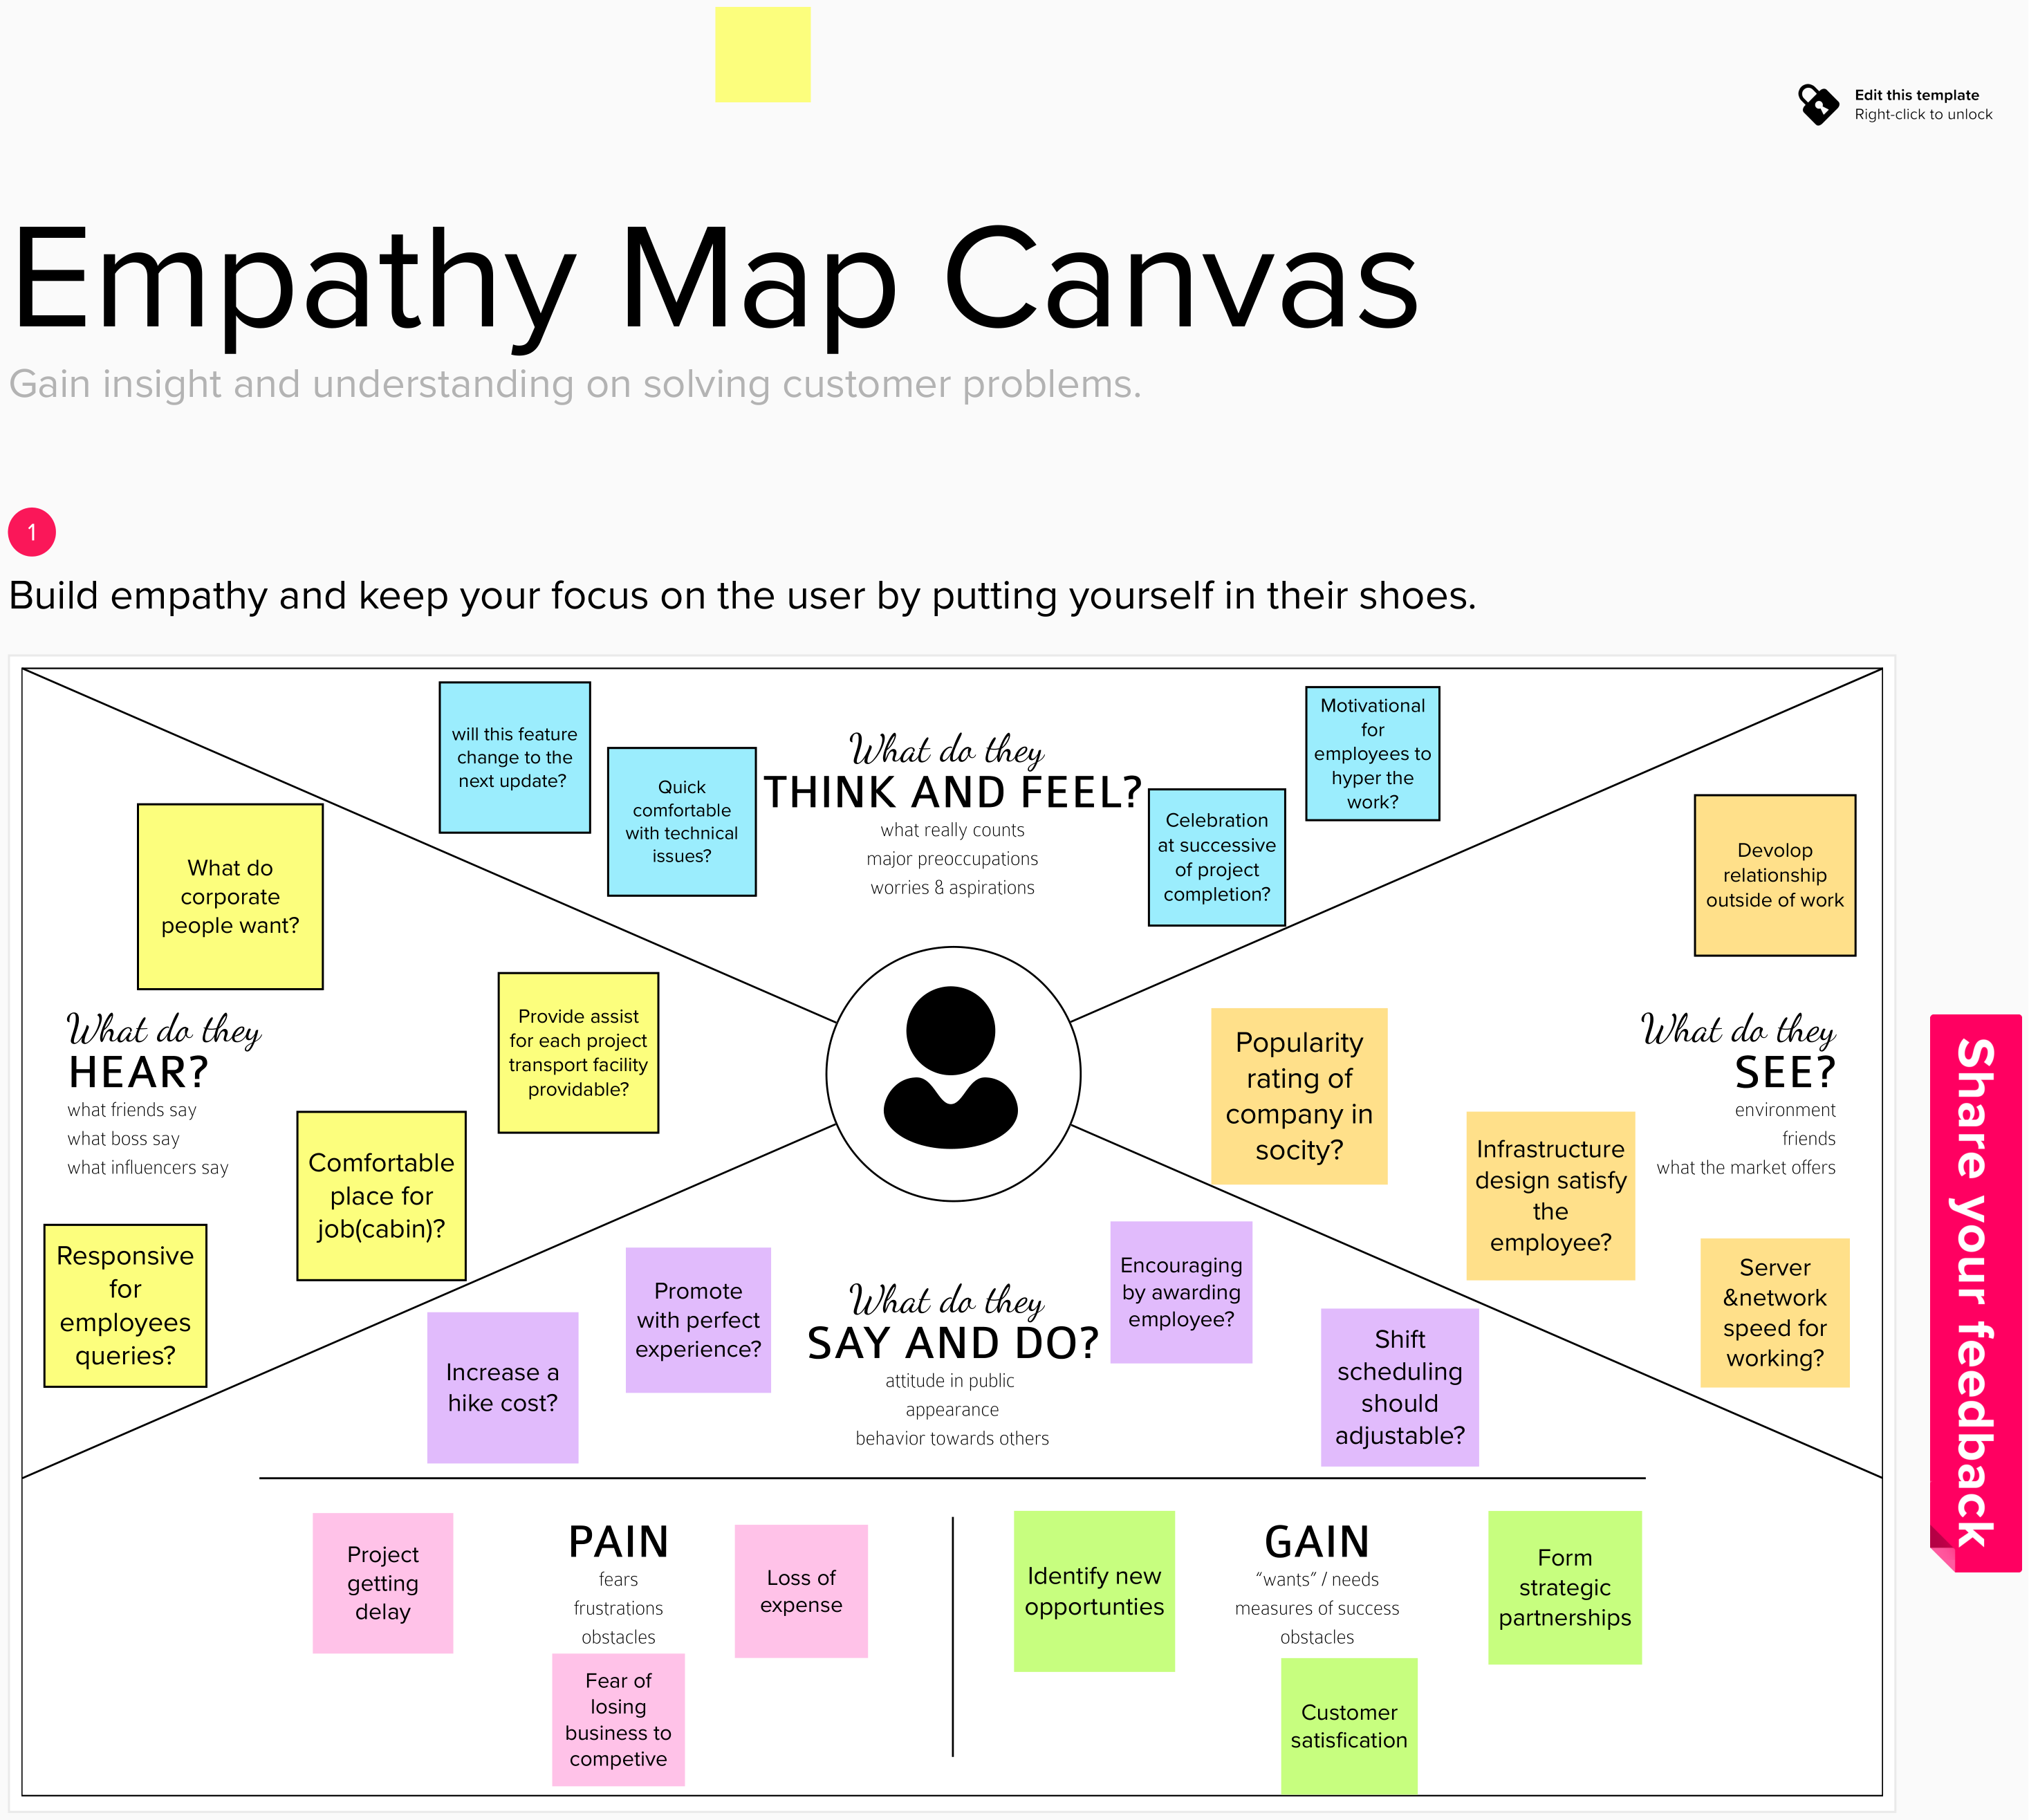 Edit this template
Right-click to unlock
Empathy Map Canvas
Gain insight and understanding on solving customer problems.
1
Build empathy and keep your focus on the user by putting yourself in their shoes.
will this feature
change to the
next update?
Quick
comfortable
with technical
issues?
What do they
THINK AND FEEL?
what really counts
major preoccupations
worries & aspirations
Celebration
at successive
of project
completion?
Motivational
for
employees to
hyper the
work?
What do
corporate
people want?
Provide assist
for each project
transport facility
providable?
What do they
HEAR?
what friends say
what boss say
what influencers say
Comfortable
place for
job(cabin)?
Responsive
for
employees
queries?
Devolop
relationship
outside of work
Popularity
rating of
company in
socity?
What do they
SEE?
environment
friends
what the market offers
Infrastructure
design satisfy
the
employee?
Server
&network
speed for
working?
Increase a
hike cost?
Promote
with perfect
experience?
What do they
SAY AND DO?
attitude in public
appearance
behavior towards others
Encouraging
by awarding
employee?
Shift
scheduling
should
adjustable?
Project
getting
delay
PAIN
fears
frustrations
obstacles
Loss of
expense
Fear of
losing
business to
competive
Identify new
opportunties
GAIN
“wants” / needs
measures of success
obstacles
Form
strategic
partnerships
Customer
satisfication
Share your feedback